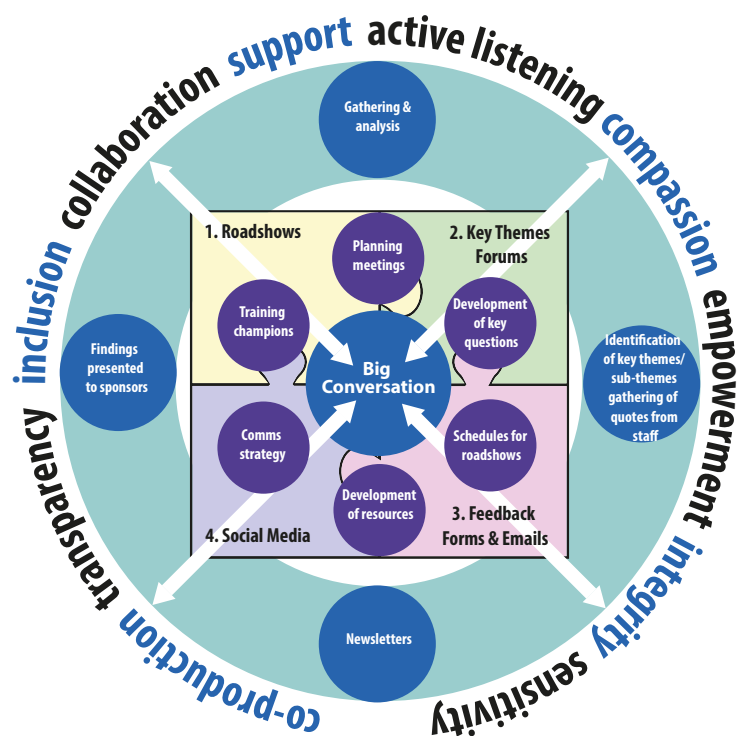 support
active listening
compassion
empowerment
integrity
sensitivity
co-production
transparency
inclusion
collaboration
Gathering &
analysis
1. Roadshows
2. Key Themes
Forums
Planning
meetings
Training
champions
Development
of key
questions
Findings
presented
to sponsors
Big
Conversation
Identification
of key themes/
sub-themes
gathering of
quotes from
staff
Comms
strategy
Schedules for
roadshows
Development
of resources
4. Social Media
3. Feedback
Forms & Emails
Newsletters